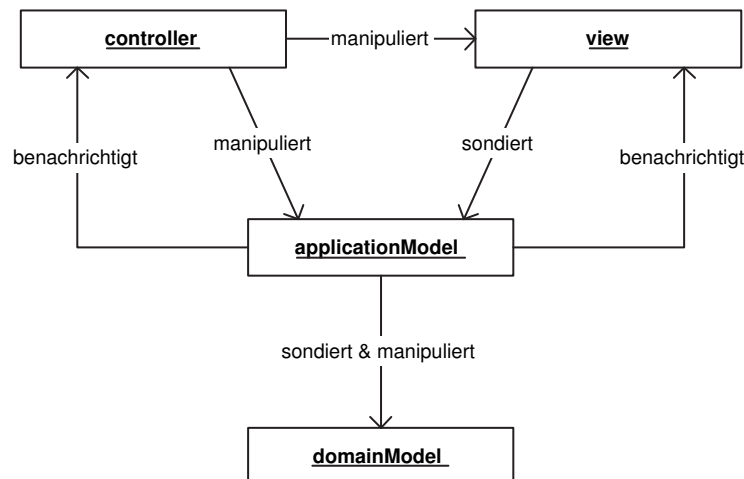 controller
manipuliert
view
benachrichtigt
manipuliert
sondiert
benachrichtigt
applicationModel
sondiert & manipuliert
domainModel